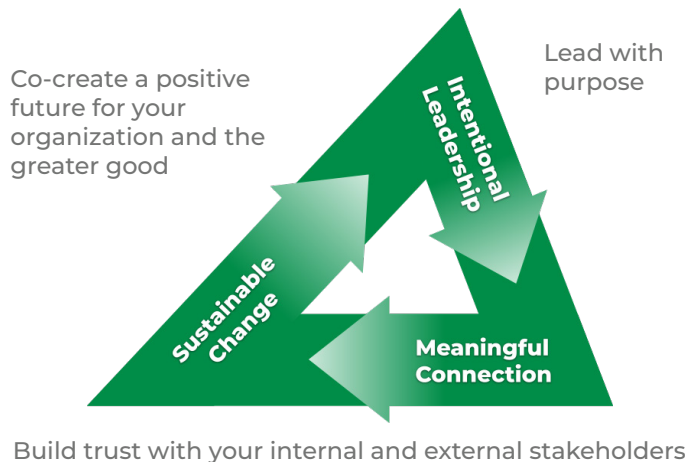 Co-create a positive
future for your
organization and the
greater good
Lead with
purpose
Intentional
Leadership
Sustainable
Change
Meaningful
Connection
Build trust with your internal and external stakeholders